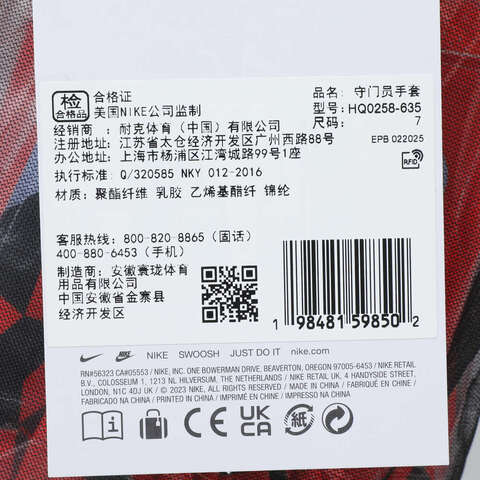 检
合格品
合格证
美国NIKE公司监制
经销商 : 耐克体育（中国）有限公司
注册地址: 江苏省太仓经济开发区广州西路88号
办公地址: 上海市杨浦区江湾城路99号1座
执行标准: Q/320585 NKY 012-2016
材质: 聚酯纤维 乳胶 乙烯基酯纤 锦纶
品名: 守门员手套
型号: HQ0258-635
尺码: 7
EPB 022025
RFID
客服热线: 800-820-8865（固话）
400-880-6453（手机）
制造商 : 安徽寰珑体育
用品有限公司
中国安徽省金寨县
经济开发区
1 98481 59850 2
NIKE SWOOSH JUST DO IT nike.com
RN#56323 CA#05553 © 2023 NIKE, INC. ONE BOWERMAN DRIVE, BEAVERTON, OREGON 97005-6453 / NIKE RETAIL
B.V., COLOSSEUM 1, 1213 NL HILVERSUM, THE NETHERLANDS / NIKE RETAIL UK, 4 HANDYSIDE STREET,
LONDON, N1C 4DJ UK / © 2023 NIKE, ALL RIGHTS RESERVED / MADE IN CHINA / FABRIQUÉ EN CHINE /
FABRICADO NA CHINA / PRINTED IN CHINA / IMPRIMÉ EN CHINE / IMPRESO EN CHINA
i
CE
UK
CA
紙